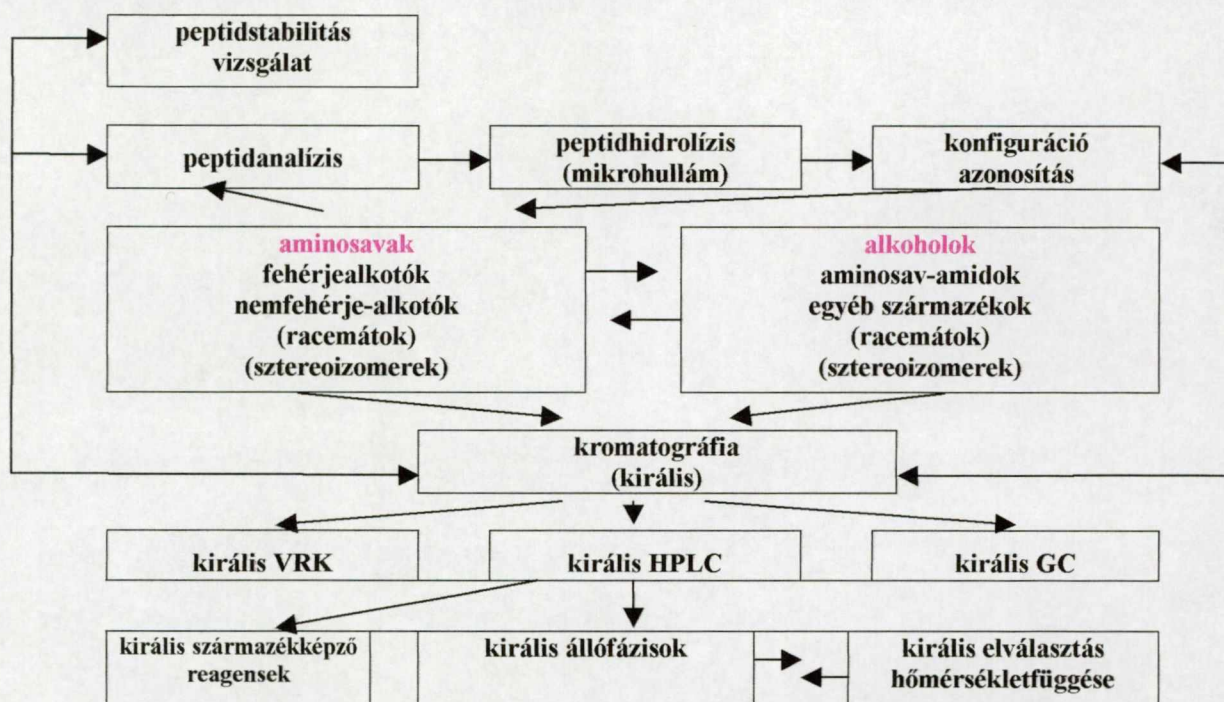 peptidstabilitás
vizsgálat
peptidanalízis
peptidhidrolízis
(mikrohullám)
konfiguráció
azonosítás
aminosavak
fehérjealkotók
nemfehérje-alkotók
(racemátok)
(sztereoizomerek)
alkoholok
aminosav-amidok
egyéb származékok
(racemátok)
(sztereoizomerek)
kromatográfia
(királis)
királis VRK
királis HPLC
királis GC
királis származékképző
reagensek
királis állófázisok
királis elválasztás
hőmérsékletfüggése